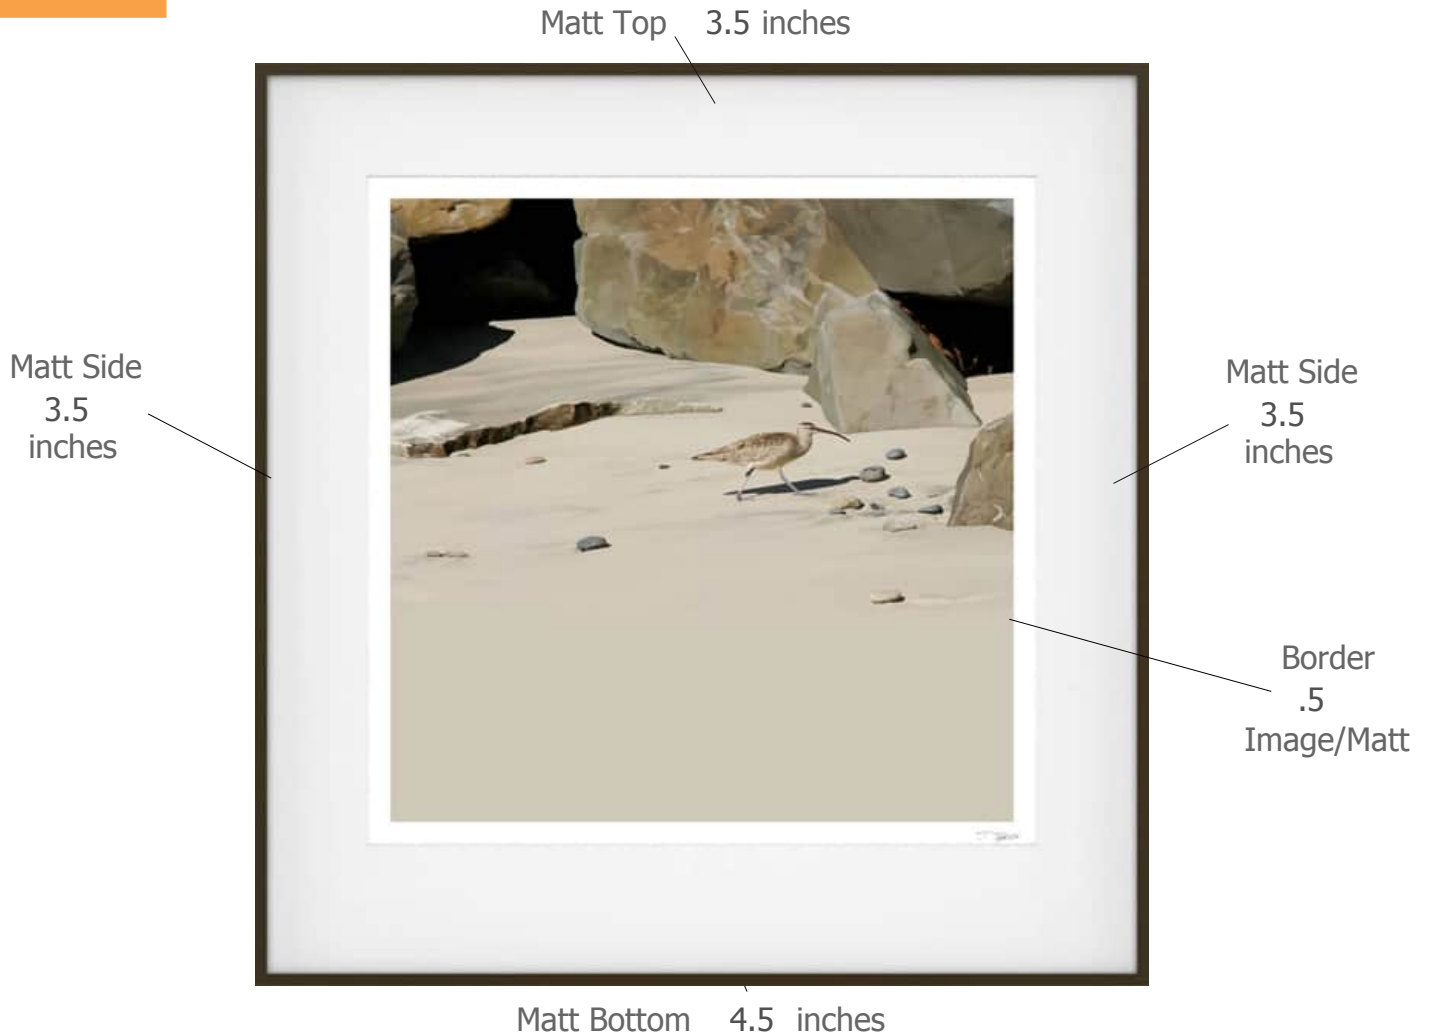 Matt Top 3.5 inches
Matt Side
3.5
inches
Matt Side
3.5
inches
Border
.5
Image/Matt
Matt Bottom 4.5 inches